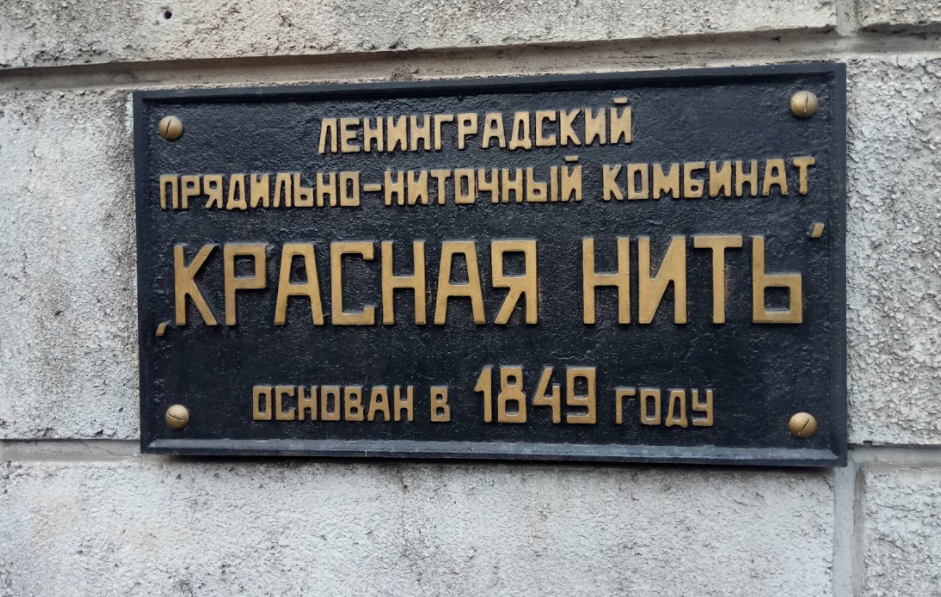 ЛЕНИНГРАДСКИЙ
ПРЯДИЛЬНО-НИТОЧНЫЙ КОМБИНАТ
"КРАСНАЯ НИТЬ"
ОСНОВАН В 1849 ГОДУ